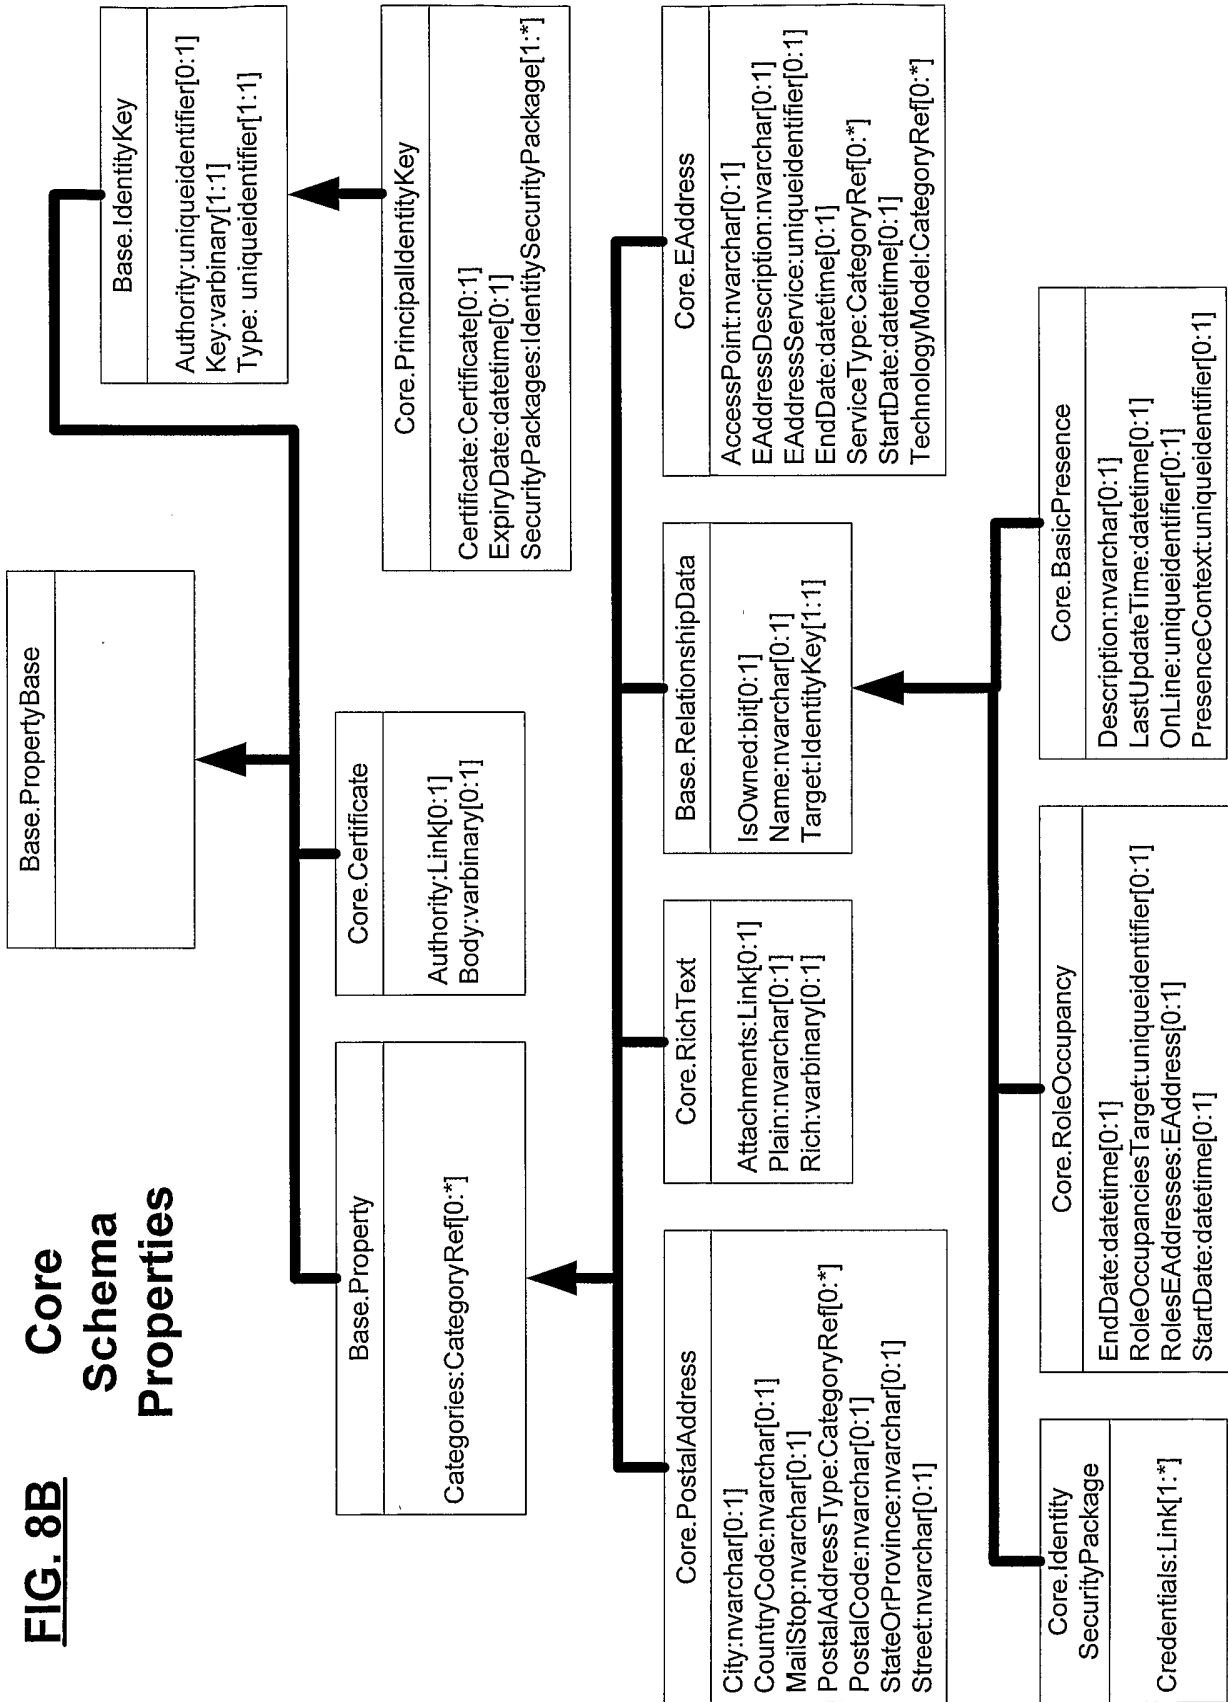 FIG. 8B
Core
Schema
Properties
Base.PropertyBase
Base.Property
Categories:CategoryRef[0:*]
Core.Certificate
Authority:Link[0:1]
Body:varbinary[0:1]
Base.IdentityKey
Authority:uniqueidentifier[0:1]
Key:varbinary[1:1]
Type: uniqueidentifier[1:1]
Core.PrincipalIdentityKey
Certificate:Certificate[0:1]
ExpiryDate:datetime[0:1]
SecurityPackages:IdentitySecurityPackage[1:*]
Core.PostalAddress
City:nvarchar[0:1]
CountryCode:nvarchar[0:1]
MailStop:nvarchar[0:1]
PostalAddressType:CategoryRef[0:*]
PostalCode:nvarchar[0:1]
StateOrProvince:nvarchar[0:1]
Street:nvarchar[0:1]
Core.RichText
Attachments:Link[0:1]
Plain:nvarchar[0:1]
Rich:varbinary[0:1]
Base.RelationshipData
IsOwned:bit[0:1]
Name:nvarchar[0:1]
Target:IdentityKey[1:1]
Core.EAddress
AccessPoint:nvarchar[0:1]
EAddressDescription:nvarchar[0:1]
EAddressService:uniqueidentifier[0:1]
EndDate:datetime[0:1]
ServiceType:CategoryRef[0:*]
StartDate:datetime[0:1]
TechnologyModel:CategoryRef[0:*]
Core.Identity
SecurityPackage
Credentials:Link[1:*]
Core.RoleOccupancy
EndDate:datetime[0:1]
RoleOccupanciesTarget:uniqueidentifier[0:1]
RolesEAddresses:EAddress[0:1]
StartDate:datetime[0:1]
Core.BasicPresence
Description:nvarchar[0:1]
LastUpdateTime:datetime[0:1]
OnLine:uniqueidentifier[0:1]
PresenceContext:uniqueidentifier[0:1]